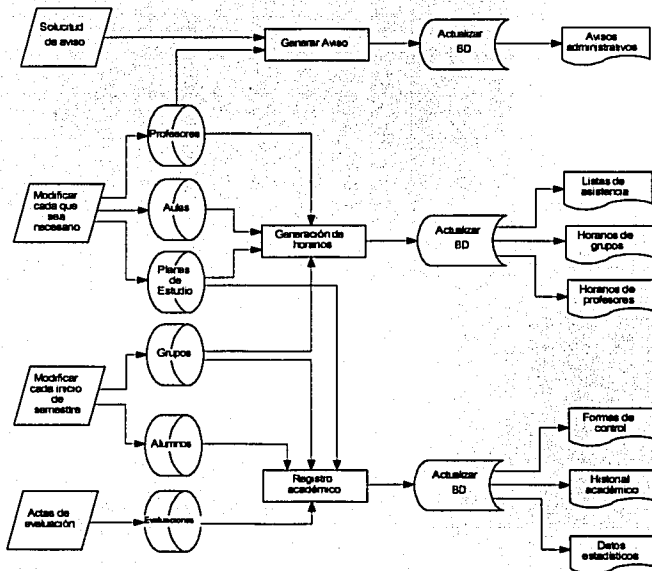 Solicitud
de aviso
Generar Aviso
Actualizar
BD
Avisos
administrativos
Profesores
Modificar
cada que sea
necesario
Aulas
Planes
de
Estudio
Generación de
horarios
Actualizar
BD
Listas de
asistencia
Horarios de
grupos
Horarios de
profesores
Modificar
cada inicio
de
semestre
Grupos
Alumnos
Registro
académico
Actualizar
BD
Formas de
control
Historial
académico
Datos
estadísticos
Actas de
evaluación
Evaluaciones